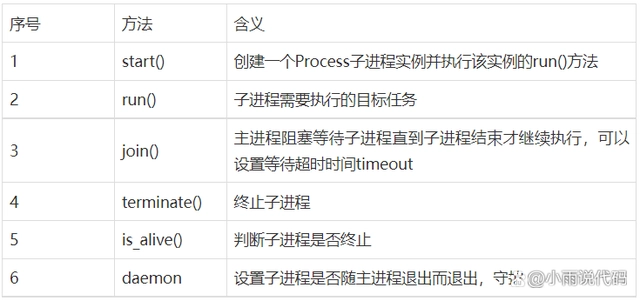 序号 方法 含义
1 start() 创建一个Process子进程实例并执行该实例的run()方法
2 run() 子进程需要执行的目标任务
3 join() 主进程阻塞等待子进程直到子进程结束才继续执行，可以
设置等待超时时间timeout
4 terminate() 终止子进程
5 is_alive() 判断子进程是否终止
6 daemon 设置子进程是否随主进程退出而退出，守护
@小雨说代码